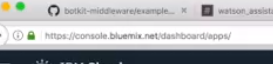 botkit-middleware/example... × watson_assista
https://console.bluemix.net/dashboard/apps/